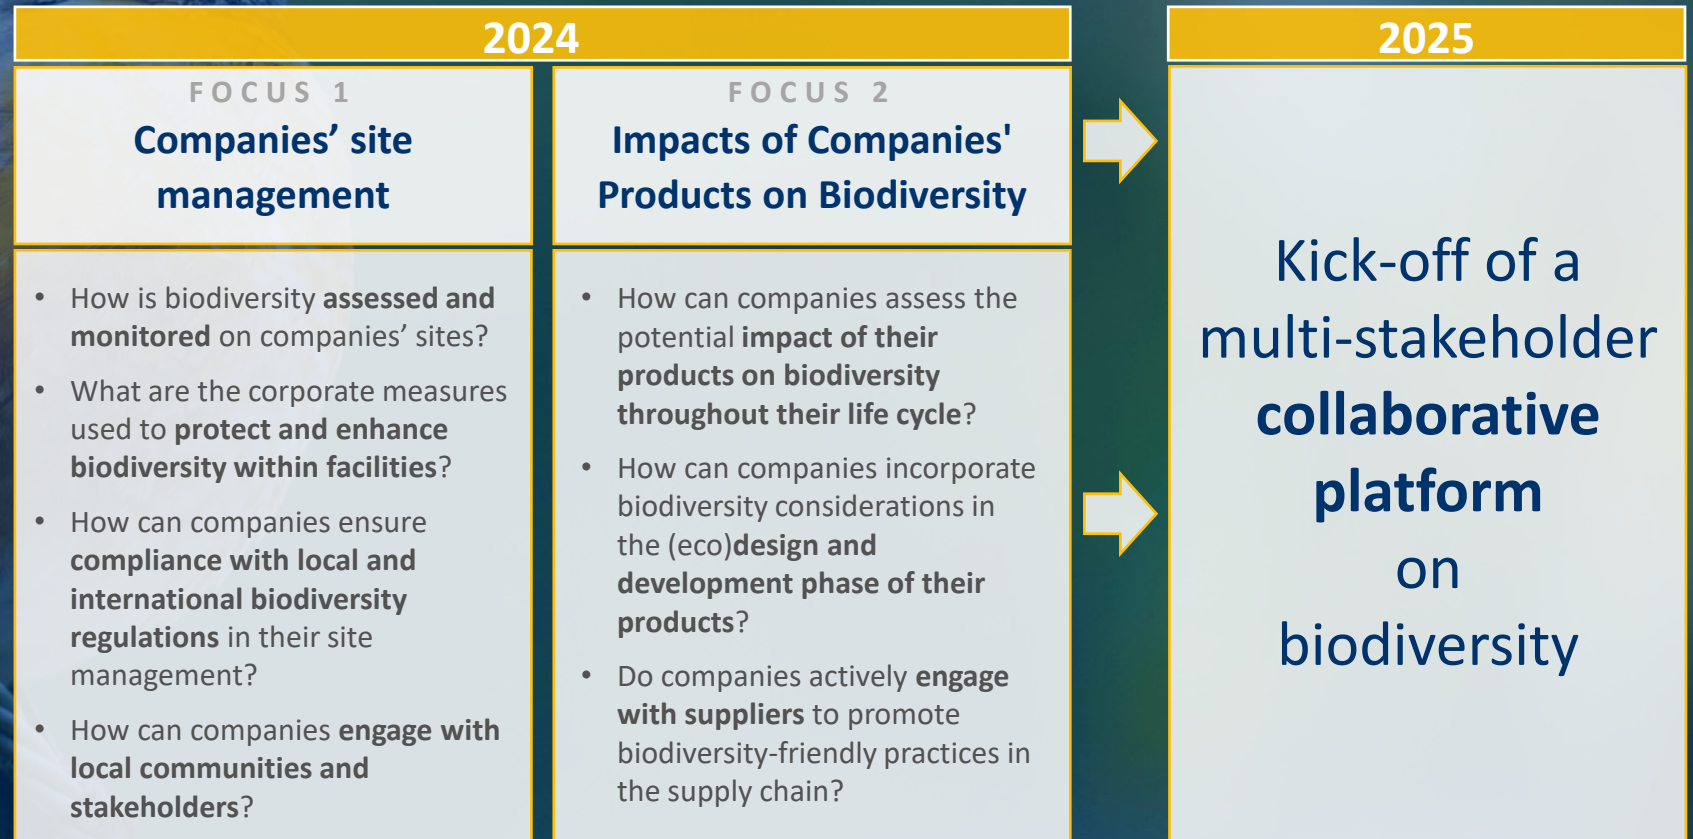 2024
FOCUS 1
Companies’ site
management
• How is biodiversity assessed and
monitored on companies’ sites?
• What are the corporate measures
used to protect and enhance
biodiversity within facilities?
• How can companies ensure
compliance with local and
international biodiversity
regulations in their site
management?
• How can companies engage with
local communities and
stakeholders?
FOCUS 2
Impacts of Companies'
Products on Biodiversity
• How can companies assess the
potential impact of their
products on biodiversity
throughout their life cycle?
• How can companies incorporate
biodiversity considerations in
the (eco)design and
development phase of their
products?
• Do companies actively engage
with suppliers to promote
biodiversity-friendly practices in
the supply chain?
2025
Kick-off of a
multi-stakeholder
collaborative
platform
on
biodiversity